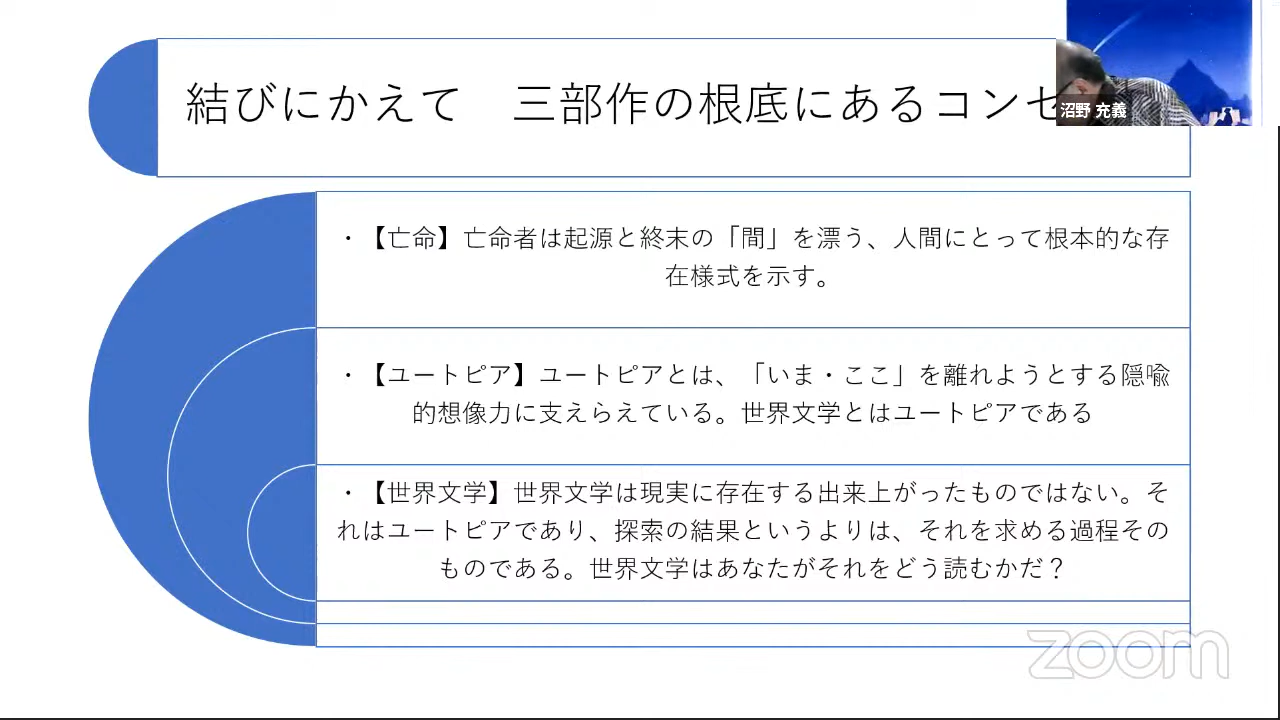 結びにかえて　三部作の根底にあるコンセ
沼野 充義
・【亡命】亡命者は起源と終末の「間」を漂う、人間にとって根本的な存
在様式を示す。
・【ユートピア】ユートピアとは、「いま・ここ」を離れようとする隠喩
的想像力に支えらえている。世界文学とはユートピアである
・【世界文学】世界文学は現実に存在する出来上がったものではない。そ
れはユートピアであり、探索の結果というよりは、それを求める過程その
ものである。世界文学はあなたがそれをどう読むかだ？
zoom